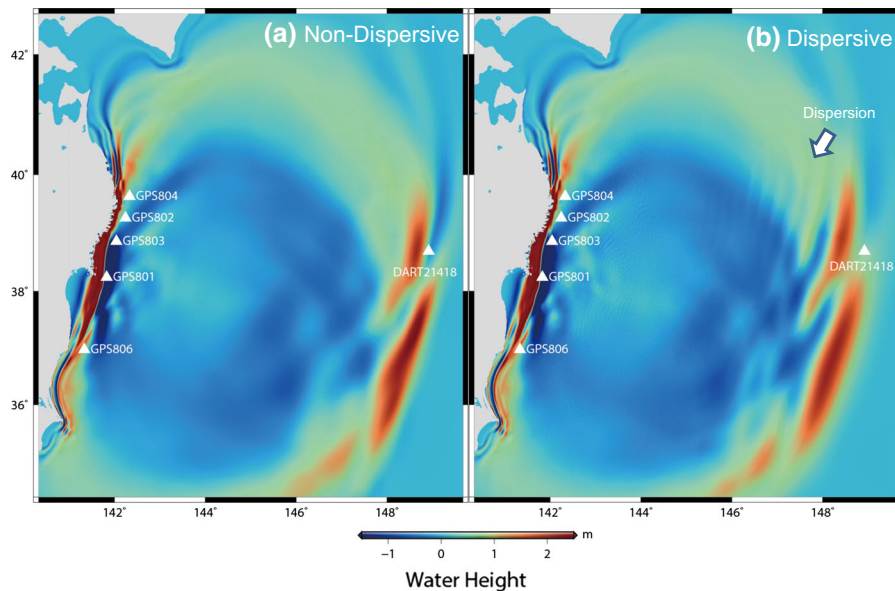 (a) Non-Dispersive
(b) Dispersive
42°
40°
38°
36°
Dispersion
GPS804
GPS802
GPS803
GPS801
GPS806
DART21418
GPS804
GPS802
GPS803
GPS801
GPS806
DART21418
142° 144° 146° 148° 142° 144° 146° 148°
−1 0 1 2 m
Water Height